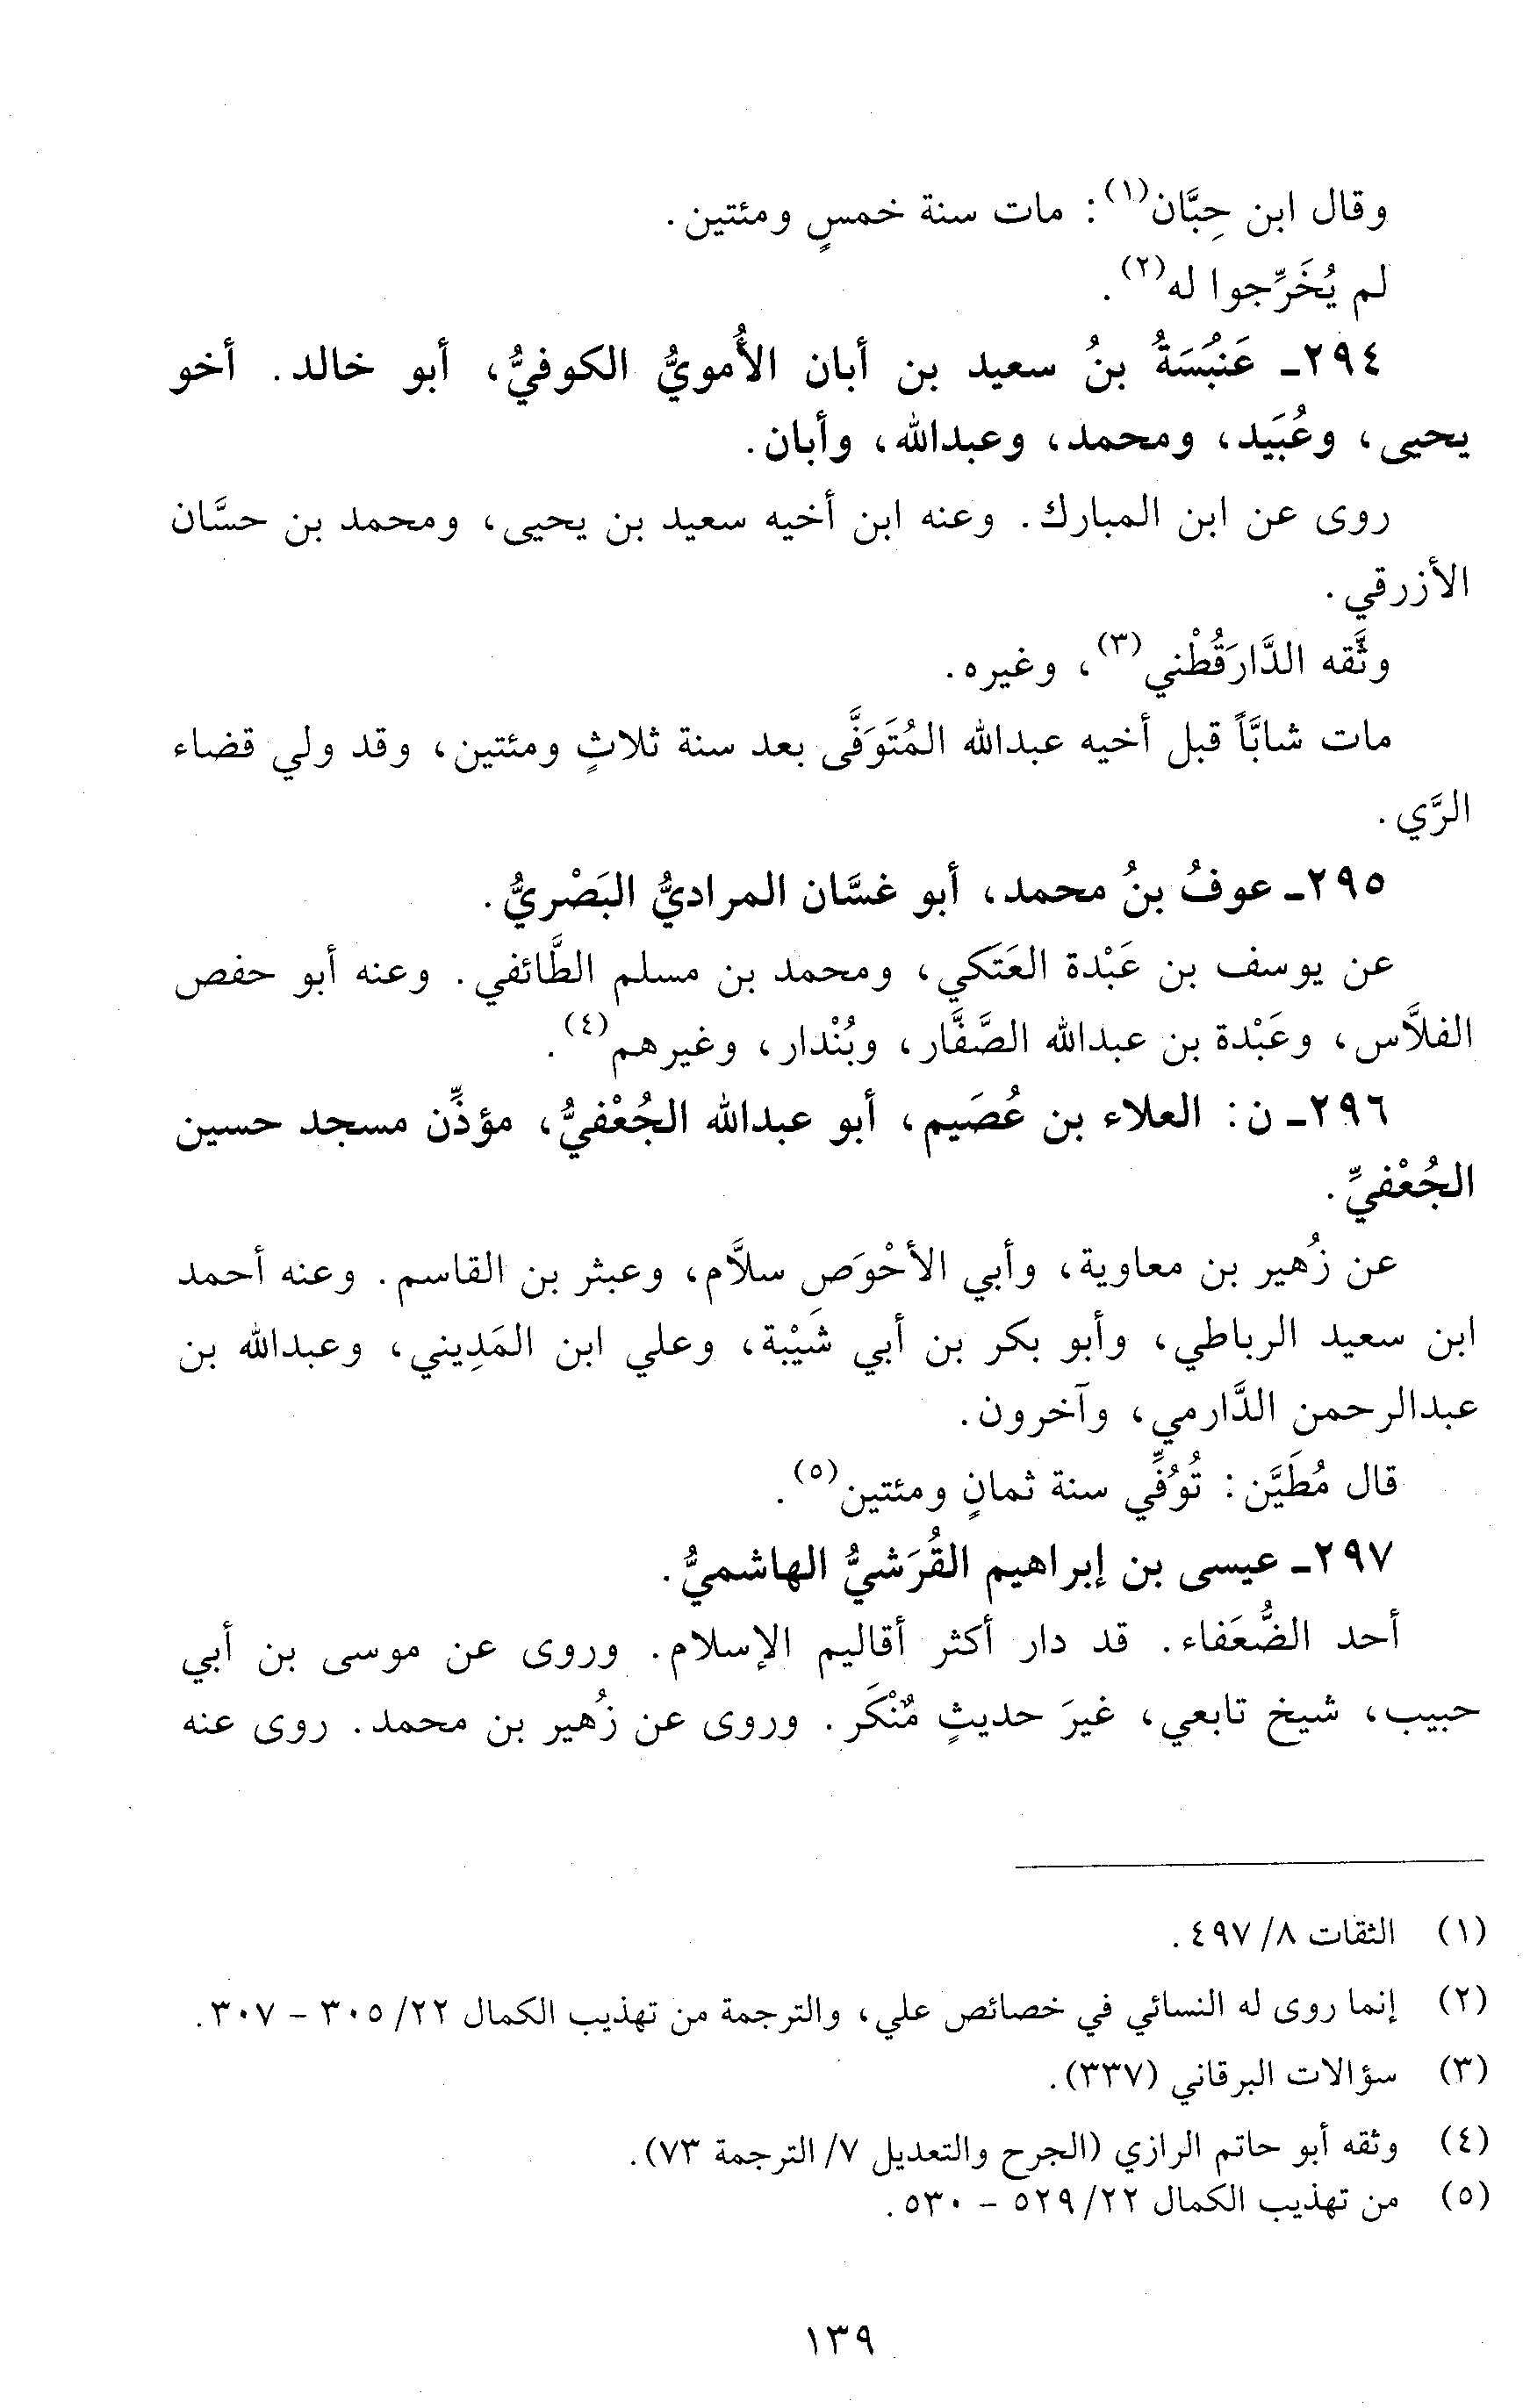 وقال ابن حِبَّان(١): مات سنة خمسٍ ومئتين.
لم يُخَرِّجوا له(٢).
٢٩٤- عَنبُسَةُ بنُ سعيد بن أبان الأُمويُّ الكوفيُّ، أبو خالد. أخو
يحيى، وعُبَيد، ومحمد، وعبدالله، وأبان.
روى عن ابن المبارك. وعنه ابن أخيه سعيد بن يحيى، ومحمد بن حسَّان
الأزرقي.
وثَّقه الدَّارَقُطْني(٣)، وغيره.
مات شابَّاً قبل أخيه عبدالله المُتَوَفَّى بعد سنة ثلاثٍ ومئتين، وقد ولي قضاء
الرَّي.
٢٩٥- عوفُ بنُ محمد، أبو غسَّان المراديُّ البَصْريُّ.
عن يوسف بن عَبْدة العَتَكي، ومحمد بن مسلم الطَّائفي. وعنه أبو حفص
الفلاَّس، وعَبْدة بن عبدالله الصَّفَّار، وبُنْدار، وغيرهم(٤).
٢٩٦- ن: العلاء بن عُصَيم، أبو عبدالله الجُعْفيُّ، مؤذِّن مسجد حسين
الجُعْفيِّ.
عن زُهير بن معاوية، وأبي الأحْوَص سلاَّم، وعبثر بن القاسم. وعنه أحمد
ابن سعيد الرباطي، وأبو بكر بن أبي شَيْبة، وعلي ابن المَدِيني، وعبدالله بن
عبدالرحمن الدَّارمي، وآخرون.
قال مُطَيَّن: تُوُفِّي سنة ثمانٍ ومئتين(٥).
٢٩٧- عيسى بن إبراهيم القُرَشيُّ الهاشميُّ.
أحد الضُّعَفاء. قد دار أكثر أقاليم الإسلام. وروى عن موسى بن أبي
حبيب، شيخ تابعي، غيرَ حديثٍ مُنْكَر. وروى عن زُهير بن محمد. روى عنه
(١) الثقات ٨/ ٤٩٧.
(٢) إنما روى له النسائي في خصائص علي، والترجمة من تهذيب الكمال ٢٢/ ٣٠٥ - ٣٠٧.
(٣) سؤالات البرقاني (٣٣٧).
(٤) وثقه أبو حاتم الرازي (الجرح والتعديل ٧/ الترجمة ٧٣).
(٥) من تهذيب الكمال ٢٢/ ٥٢٩ - ٥٣٠.
١٣٩